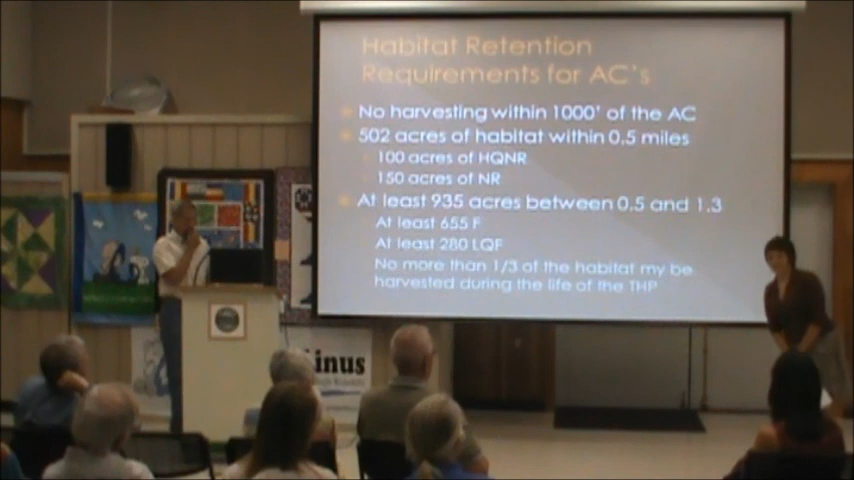 Habitat Retention
Requirements for AC's
No harvesting within 1000' of the AC
502 acres of habitat within 0.5 miles
100 acres of HQNR
150 acres of NR
At least 935 acres between 0.5 and 1.3
At least 655 F
At least 280 LQF
No more than 1/3 of the habitat my be
harvested during the life of the THP
linus